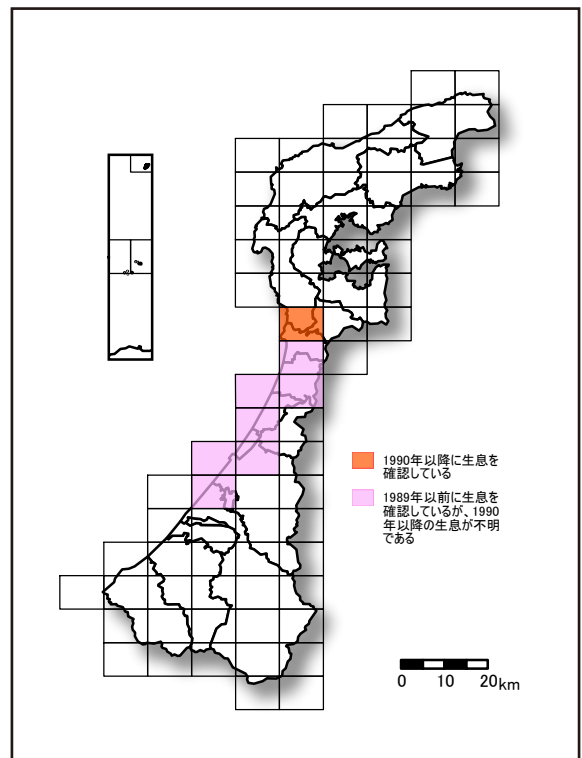 1990年以降に生息を
確認している
1989年以前に生息を
確認しているが、1990
年以降の生息が不明
である
0 10 20km